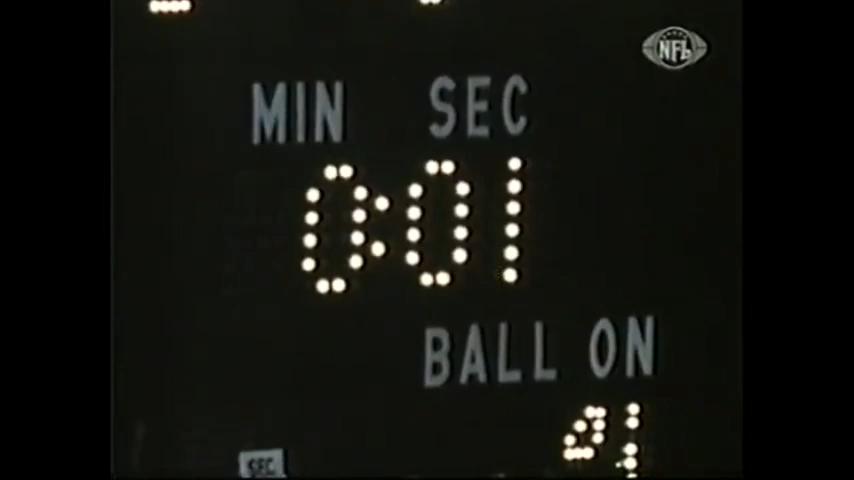 NFL
MIN SEC
0:01
BALL ON
41
SEC.